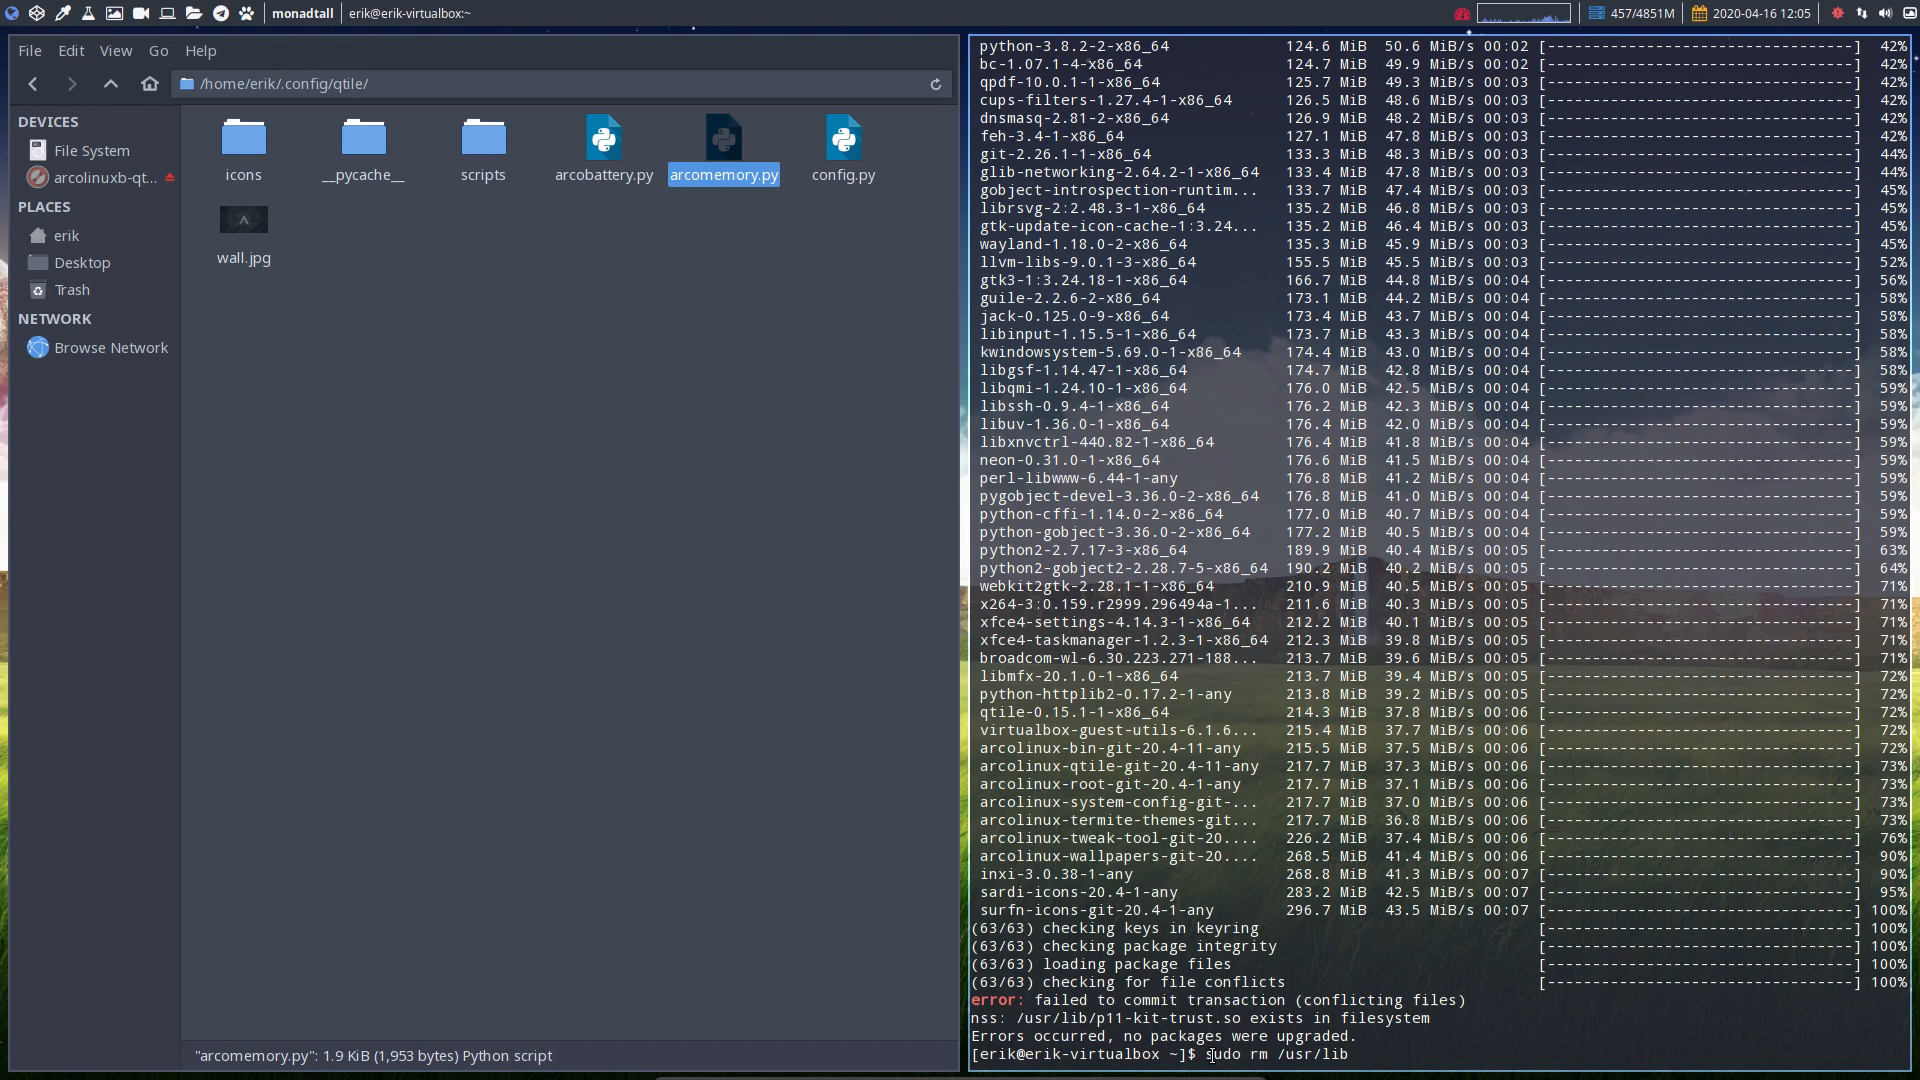 monadtall
erik@erik-virtualbox:~
457/4851M
2020-04-16 12:05
File Edit View Go Help
/home/erik/.config/qtile/
DEVICES
File System
arcolinuxb-qt...
PLACES
erik
Desktop
Trash
NETWORK
Browse Network
icons
__pycache__
scripts
arcobattery.py
arcomemory.py
config.py
wall.jpg
"arcomemory.py": 1.9 KiB (1,953 bytes) Python script
python-3.8.2-2-x86_64 124.6 MiB 50.6 MiB/s 00:02 [----------------------------------] 42%
bc-1.07.1-4-x86_64 124.7 MiB 49.9 MiB/s 00:02 [----------------------------------] 42%
qpdf-10.0.1-1-x86_64 125.7 MiB 49.3 MiB/s 00:03 [----------------------------------] 42%
cups-filters-1.27.4-1-x86_64 126.5 MiB 48.6 MiB/s 00:03 [----------------------------------] 42%
dnsmasq-2.81-2-x86_64 126.9 MiB 48.2 MiB/s 00:03 [----------------------------------] 42%
feh-3.4-1-x86_64 127.1 MiB 47.8 MiB/s 00:03 [----------------------------------] 42%
git-2.26.1-1-x86_64 133.3 MiB 48.3 MiB/s 00:03 [----------------------------------] 44%
glib-networking-2.64.2-1-x86_64 133.4 MiB 47.8 MiB/s 00:03 [----------------------------------] 44%
gobject-introspection-runtim... 133.7 MiB 47.4 MiB/s 00:03 [----------------------------------] 45%
librsvg-2:2.48.3-1-x86_64 135.2 MiB 46.8 MiB/s 00:03 [----------------------------------] 45%
gtk-update-icon-cache-1:3.24... 135.2 MiB 46.4 MiB/s 00:03 [----------------------------------] 45%
wayland-1.18.0-2-x86_64 135.3 MiB 45.9 MiB/s 00:03 [----------------------------------] 45%
llvm-libs-9.0.1-3-x86_64 155.5 MiB 45.5 MiB/s 00:03 [----------------------------------] 52%
gtk3-1:3.24.18-1-x86_64 166.7 MiB 44.8 MiB/s 00:04 [----------------------------------] 56%
guile-2.2.6-2-x86_64 173.1 MiB 44.2 MiB/s 00:04 [----------------------------------] 58%
jack-0.125.0-9-x86_64 173.4 MiB 43.7 MiB/s 00:04 [----------------------------------] 58%
libinput-1.15.5-1-x86_64 173.7 MiB 43.3 MiB/s 00:04 [----------------------------------] 58%
kwindowsystem-5.69.0-1-x86_64 174.4 MiB 43.0 MiB/s 00:04 [----------------------------------] 58%
libgsf-1.14.47-1-x86_64 174.7 MiB 42.8 MiB/s 00:04 [----------------------------------] 58%
libqmi-1.24.10-1-x86_64 176.0 MiB 42.5 MiB/s 00:04 [----------------------------------] 59%
libssh-0.9.4-1-x86_64 176.2 MiB 42.3 MiB/s 00:04 [----------------------------------] 59%
libuv-1.36.0-1-x86_64 176.4 MiB 42.0 MiB/s 00:04 [----------------------------------] 59%
libxnvctrl-440.82-1-x86_64 176.4 MiB 41.8 MiB/s 00:04 [----------------------------------] 59%
neon-0.31.0-1-x86_64 176.6 MiB 41.5 MiB/s 00:04 [----------------------------------] 59%
perl-libwww-6.44-1-any 176.8 MiB 41.2 MiB/s 00:04 [----------------------------------] 59%
pygobject-devel-3.36.0-2-x86_64 176.8 MiB 41.0 MiB/s 00:04 [----------------------------------] 59%
python-cffi-1.14.0-2-x86_64 177.0 MiB 40.7 MiB/s 00:04 [----------------------------------] 59%
python-gobject-3.36.0-2-x86_64 177.2 MiB 40.5 MiB/s 00:04 [----------------------------------] 59%
python2-2.7.17-3-x86_64 189.9 MiB 40.4 MiB/s 00:05 [----------------------------------] 63%
python2-gobject2-2.28.7-5-x86_64 190.2 MiB 40.2 MiB/s 00:05 [----------------------------------] 64%
webkit2gtk-2.28.1-1-x86_64 210.9 MiB 40.5 MiB/s 00:05 [----------------------------------] 71%
x264-3:0.159.r2999.296494a-1... 211.6 MiB 40.3 MiB/s 00:05 [----------------------------------] 71%
xfce4-settings-4.14.3-1-x86_64 212.2 MiB 40.1 MiB/s 00:05 [----------------------------------] 71%
xfce4-taskmanager-1.2.3-1-x86_64 212.3 MiB 39.8 MiB/s 00:05 [----------------------------------] 71%
broadcom-wl-6.30.223.271-188... 213.7 MiB 39.6 MiB/s 00:05 [----------------------------------] 71%
libmfx-20.1.0-1-x86_64 213.7 MiB 39.4 MiB/s 00:05 [----------------------------------] 72%
python-httplib2-0.17.2-1-any 213.8 MiB 39.2 MiB/s 00:05 [----------------------------------] 72%
qtile-0.15.1-1-x86_64 214.3 MiB 37.8 MiB/s 00:06 [----------------------------------] 72%
virtualbox-guest-utils-6.1.6... 215.4 MiB 37.7 MiB/s 00:06 [----------------------------------] 72%
arcolinux-bin-git-20.4-11-any 215.5 MiB 37.5 MiB/s 00:06 [----------------------------------] 72%
arcolinux-qtile-git-20.4-11-any 217.7 MiB 37.3 MiB/s 00:06 [----------------------------------] 73%
arcolinux-root-git-20.4-1-any 217.7 MiB 37.1 MiB/s 00:06 [----------------------------------] 73%
arcolinux-system-config-git-... 217.7 MiB 37.0 MiB/s 00:06 [----------------------------------] 73%
arcolinux-termite-themes-git... 217.7 MiB 36.8 MiB/s 00:06 [----------------------------------] 73%
arcolinux-tweak-tool-git-20.... 226.2 MiB 37.4 MiB/s 00:06 [----------------------------------] 76%
arcolinux-wallpapers-git-20.... 268.5 MiB 41.4 MiB/s 00:06 [----------------------------------] 90%
inxi-3.0.38-1-any 268.8 MiB 41.3 MiB/s 00:07 [----------------------------------] 90%
sardi-icons-20.4-1-any 283.2 MiB 42.5 MiB/s 00:07 [----------------------------------] 95%
surfn-icons-git-20.4-1-any 296.7 MiB 43.5 MiB/s 00:07 [----------------------------------] 100%
(63/63) checking keys in keyring [----------------------------------] 100%
(63/63) checking package integrity [----------------------------------] 100%
(63/63) loading package files [----------------------------------] 100%
(63/63) checking for file conflicts [----------------------------------] 100%
error: failed to commit transaction (conflicting files)
nss: /usr/lib/p11-kit-trust.so exists in filesystem
Errors occurred, no packages were upgraded.
[erik@erik-virtualbox ~]$ sudo rm /usr/lib